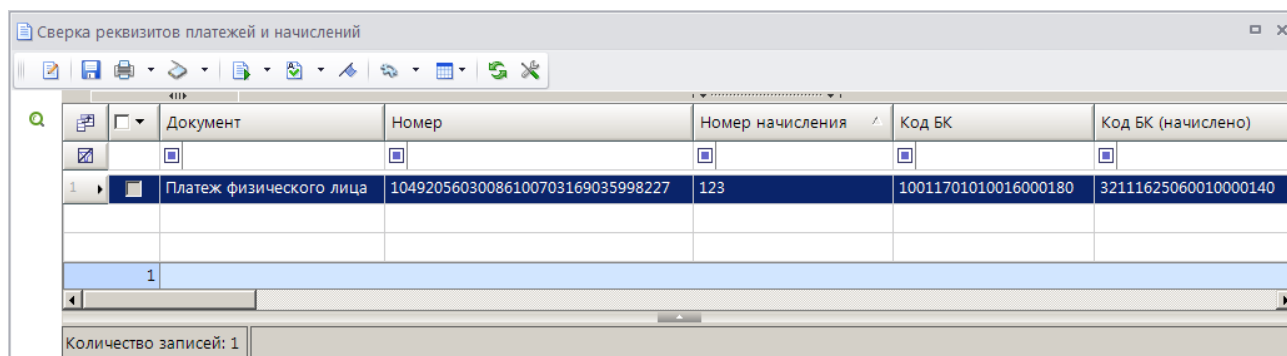 Сверка реквизитов платежей и начислений
Документ Номер Номер начисления Код БК Код БК (начислено)
1 Платеж физического лица 10492056030086100703169035998227 123 10011701010016000180 32111625060010000140
1
Количество записей: 1